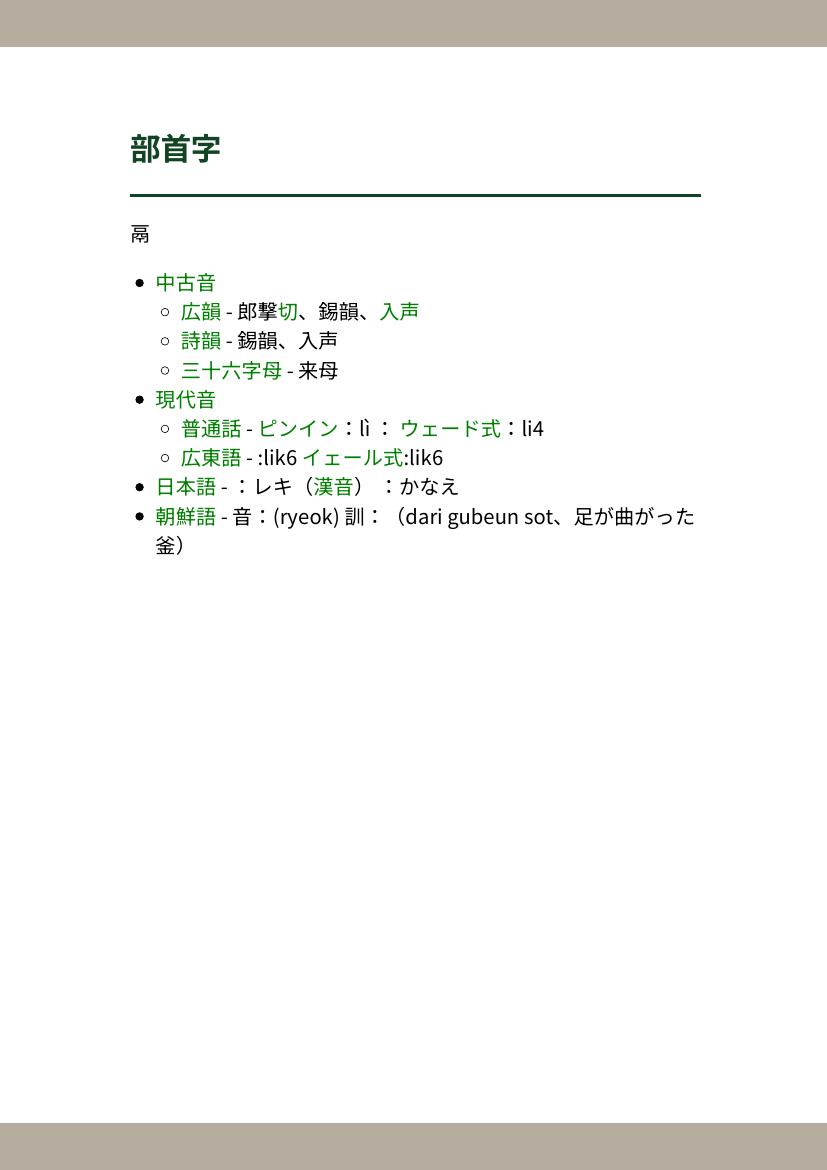 部首字
鬲
中古音
広韻 - 郎撃切、錫韻、入声
詩韻 - 錫韻、入声
三十六字母 - 来母
現代音
普通話 - ピンイン：lì ： ウェード式：li4
広東語 - :lik6 イェール式:lik6
日本語 - ：レキ（漢音） ：かなえ
朝鮮語 - 音：(ryeok) 訓：（dari gubeun sot、足が曲がった
釜）